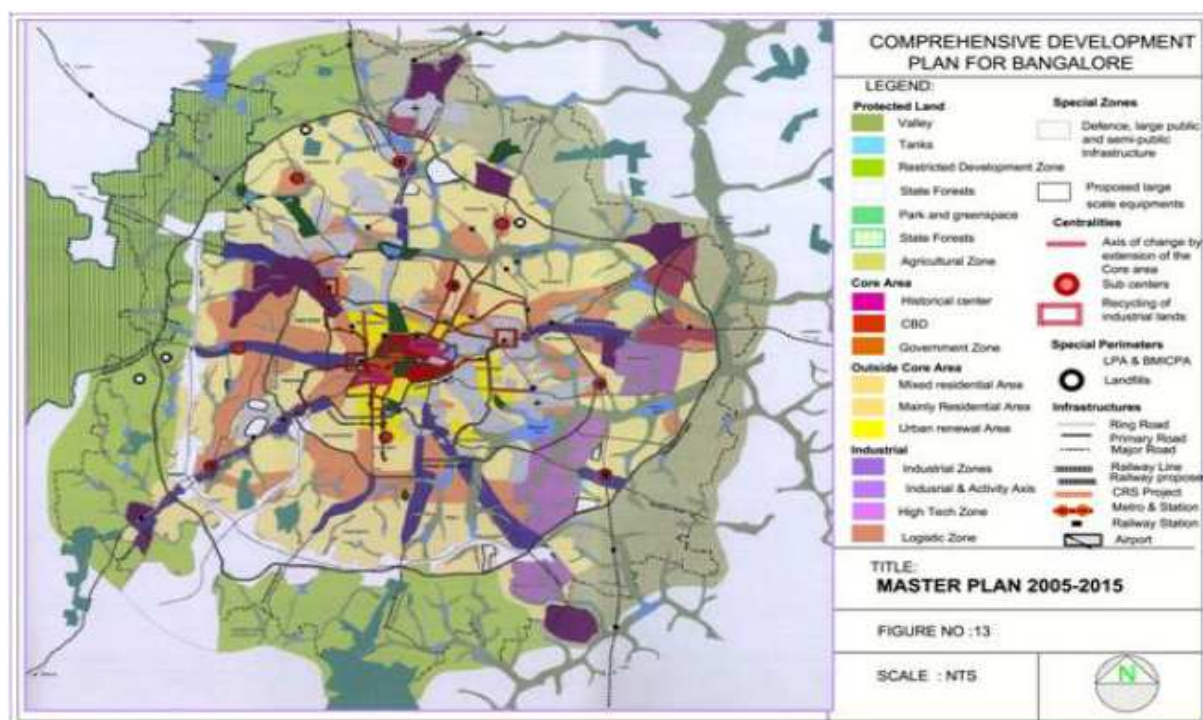 COMPREHENSIVE DEVELOPMENT
PLAN FOR BANGALORE
LEGEND:
Protected Land
Valley
Tanks
Restricted Development Zone
State Forests
Park and greenspace
State Forests
Agricultural Zone
Core Area
Historical center
CBD
Government Zone
Outside Core Area
Mixed residential Area
Mainly Residential Area
Urban renewal Area
Industrial
Industrial Zones
Indusrial & Activity Axis
High Tech Zone
Logistic Zone
Special Zones
Defence, large public
and semi-public
Infrastructure
Proposed large
scale equipments
Centralities
Axis of change by
extension of the
Core area
Sub centers
Recycling of
industrial lands
Special Perimeters
LPA & BMICPA
Landfills
Infrastructures
Ring Road
Primary Road
Major Road
Railway Line
Railway propose
CRS Project
Metro & Station
Railway Station
Airport
TITLE:
MASTER PLAN 2005-2015
FIGURE NO :13
SCALE : NTS
N